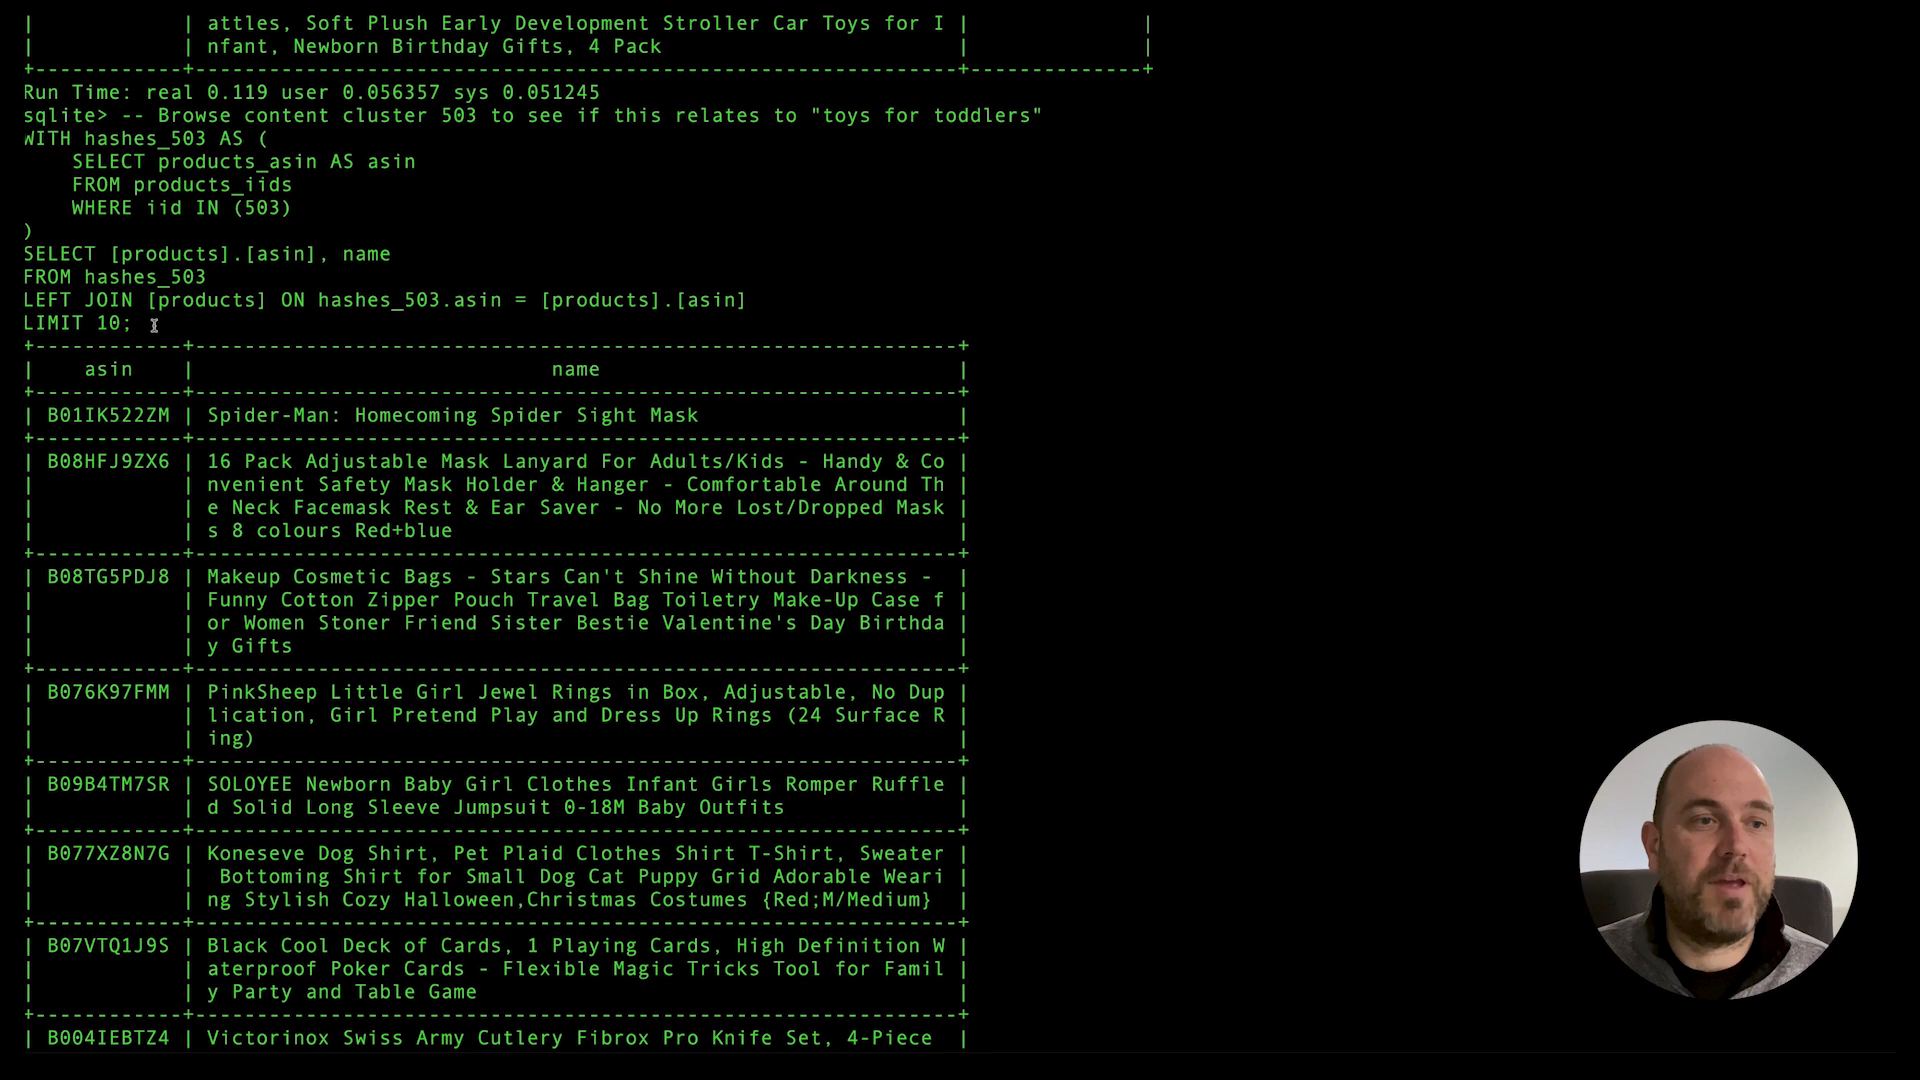 attles, Soft Plush Early Development Stroller Car Toys for I
nfant, Newborn Birthday Gifts, 4 Pack
Run Time: real 0.119 user 0.056357 sys 0.051245
sqlite> -- Browse content cluster 503 to see if this relates to "toys for toddlers"
WITH hashes_503 AS (
SELECT products_asin AS asin
FROM products_iids
WHERE iid IN (503)
)
SELECT [products].[asin], name
FROM hashes_503
LEFT JOIN [products] ON hashes_503.asin = [products].[asin]
LIMIT 10;
| asin | name |
| B01IK522ZM | Spider-Man: Homecoming Spider Sight Mask |
| B08HFJ9ZX6 | 16 Pack Adjustable Mask Lanyard For Adults/Kids - Handy & Co |
| | nvenient Safety Mask Holder & Hanger - Comfortable Around Th |
| | e Neck Facemask Rest & Ear Saver - No More Lost/Dropped Mask |
| | s 8 colours Red+blue |
| B08TG5PDJ8 | Makeup Cosmetic Bags - Stars Can't Shine Without Darkness - |
| | Funny Cotton Zipper Pouch Travel Bag Toiletry Make-Up Case f |
| | or Women Stoner Friend Sister Bestie Valentine's Day Birthda |
| | y Gifts |
| B076K97FMM | PinkSheep Little Girl Jewel Rings in Box, Adjustable, No Dup |
| | lication, Girl Pretend Play and Dress Up Rings (24 Surface R |
| | ing) |
| B09B4TM7SR | SOLOYEE Newborn Baby Girl Clothes Infant Girls Romper Ruffle |
| | d Solid Long Sleeve Jumpsuit 0-18M Baby Outfits |
| B077XZ8N7G | Koneseve Dog Shirt, Pet Plaid Clothes Shirt T-Shirt, Sweater |
| | Bottoming Shirt for Small Dog Cat Puppy Grid Adorable Weari |
| | ng Stylish Cozy Halloween,Christmas Costumes {Red;M/Medium} |
| B07VTQ1J9S | Black Cool Deck of Cards, 1 Playing Cards, High Definition W |
| | aterproof Poker Cards - Flexible Magic Tricks Tool for Famil |
| | y Party and Table Game |
| B004IEBTZ4 | Victorinox Swiss Army Cutlery Fibrox Pro Knife Set, 4-Piece |